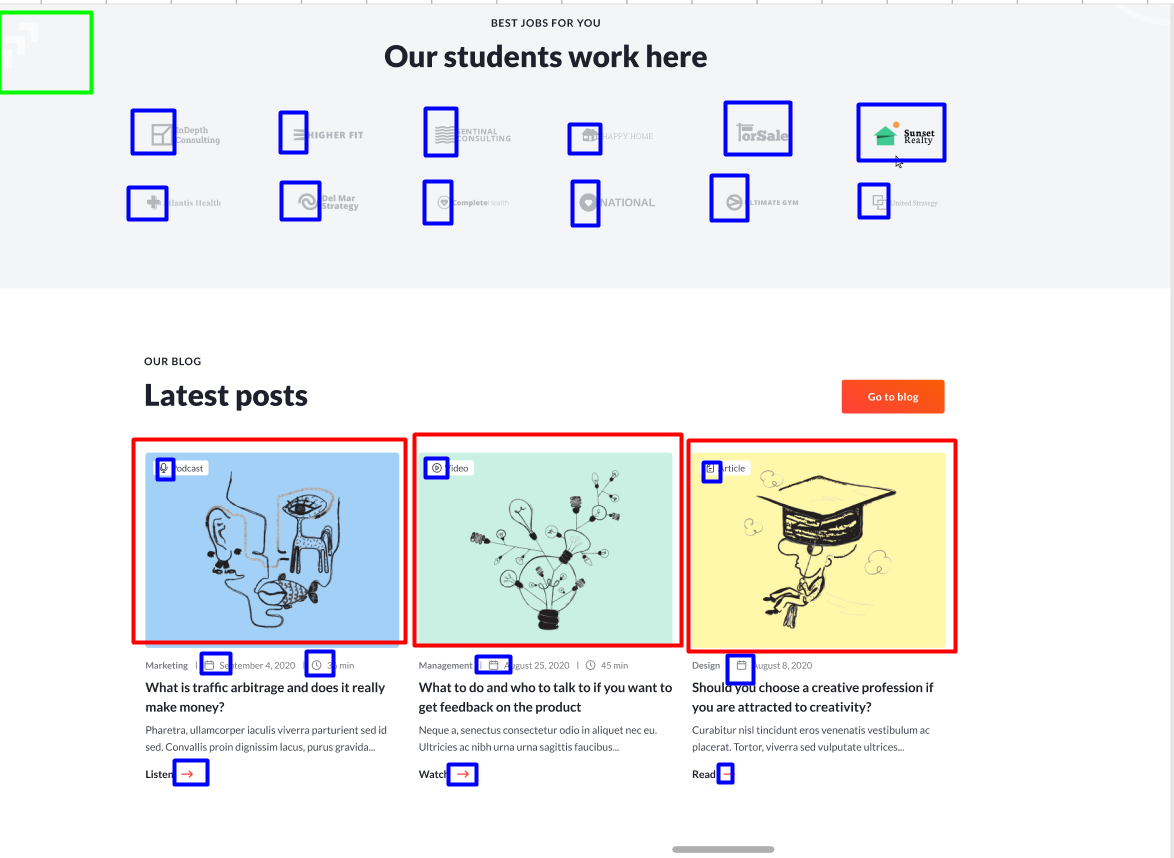 BEST JOBS FOR YOU
Our students work here
InDepth
Consulting
HIGHER FIT
SENTINAL
CONSULTING
HAPPY HOME
forSale
Sunset
Realty
Atlantis Health
Del Mar
Strategy
CompleteHealth
NATIONAL
ULTIMATE GYM
United Strategy
OUR BLOG
Latest posts
Go to blog
Podcast
Video
Article
Marketing | September 4, 2020 | 36 min
Management | August 25, 2020 | 45 min
Design | August 8, 2020
What is traffic arbitrage and does it really
make money?
What to do and who to talk to if you want to
get feedback on the product
Should you choose a creative profession if
you are attracted to creativity?
Pharetra, ullamcorper iaculis viverra parturient sed id
sed. Convallis proin dignissim lacus, purus gravida...
Neque a, senectus consectetur odio in aliquet nec eu.
Ultricies ac nibh urna urna sagittis faucibus...
Curabitur nisl tincidunt eros venenatis vestibulum ac
placerat. Tortor, viverra sed vulputate ultrices...
Listen →
Watch →
Read →